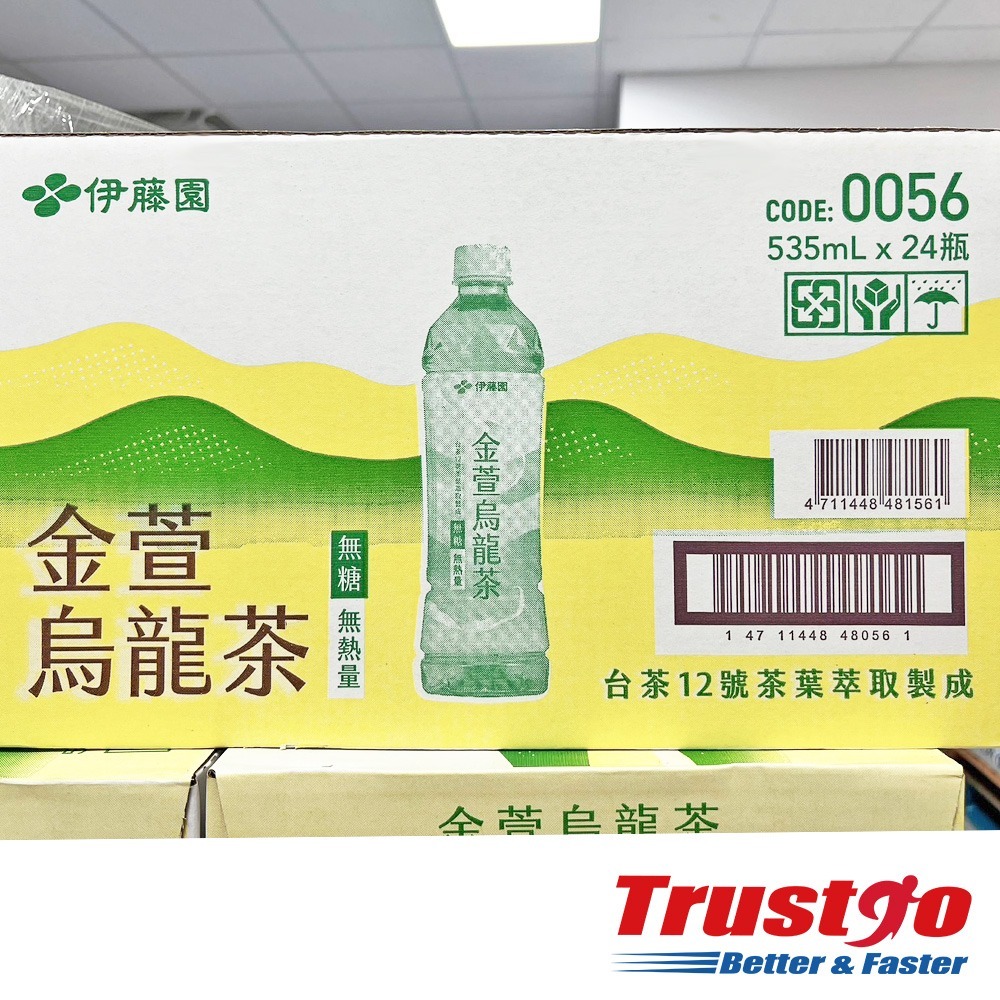 伊藤園
CODE: 0056
535mL x 24瓶
伊藤園
金萱烏龍茶
無糖 無熱量
4 711448 481561
金萱
烏龍茶
無糖
無熱量
1 47 11448 48056 1
台茶12號茶葉萃取製成
金萱烏龍茶
Trustgo
Better & Faster